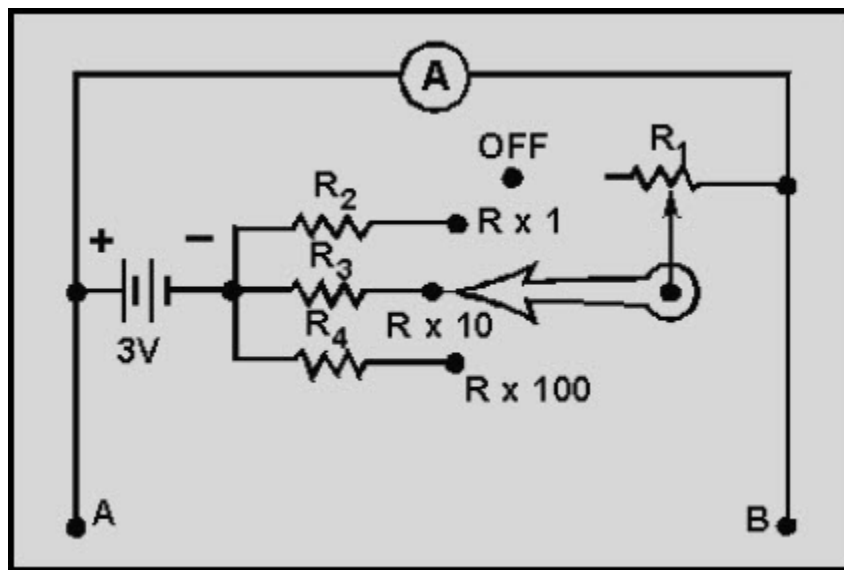 A
OFF
R1
R2
R x 1
+ −
R3
R x 10
3V
R4
R x 100
A
B